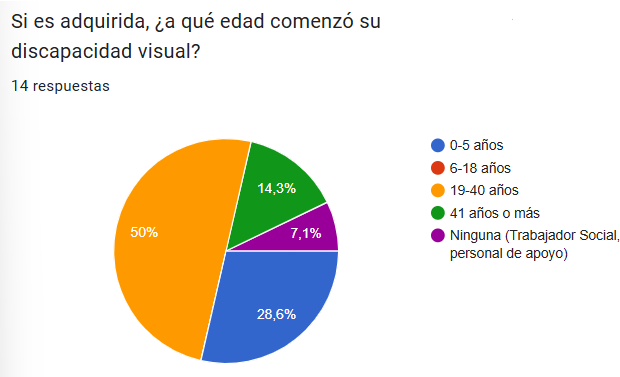 Si es adquirida, ¿a qué edad comenzó su
discapacidad visual?
14 respuestas
0-5 años
6-18 años
19-40 años
41 años o más
Ninguna (Trabajador Social,
personal de apoyo)
14,3%
7,1%
50%
28,6%